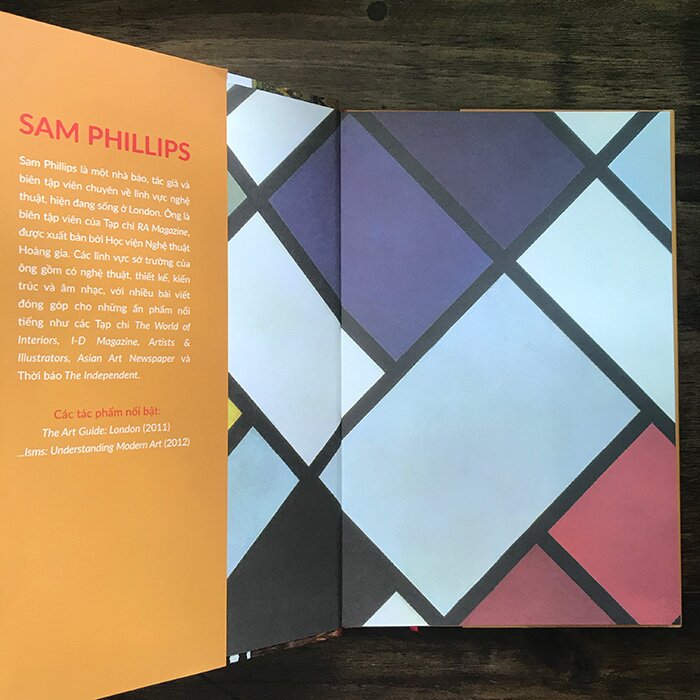 SAM PHILLIPS
Sam Phillips là một nhà báo, tác giả và
biên tập viên chuyên về lĩnh vực nghệ
thuật, hiện đang sống ở London. Ông là
biên tập viên của Tạp chí RA Magazine,
được xuất bản bởi Học viện Nghệ thuật
Hoàng gia. Các lĩnh vực sở trường của
ông gồm có nghệ thuật, thiết kế, kiến
trúc và âm nhạc, với nhiều bài viết
đóng góp cho những ấn phẩm nổi
tiếng như các Tạp chí The World of
Interiors, I-D Magazine, Artists &
Illustrators, Asian Art Newspaper và
Thời báo The Independent.
Các tác phẩm nổi bật:
The Art Guide: London (2011)
...Isms: Understanding Modern Art (2012)